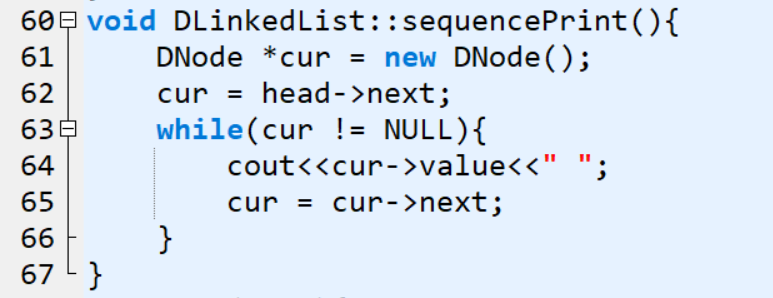 60 void DLinkedList::sequencePrint(){
61     DNode *cur = new DNode();
62     cur = head->next;
63     while(cur != NULL){
64         cout<<cur->value<<" ";
65         cur = cur->next;
66     }
67 }